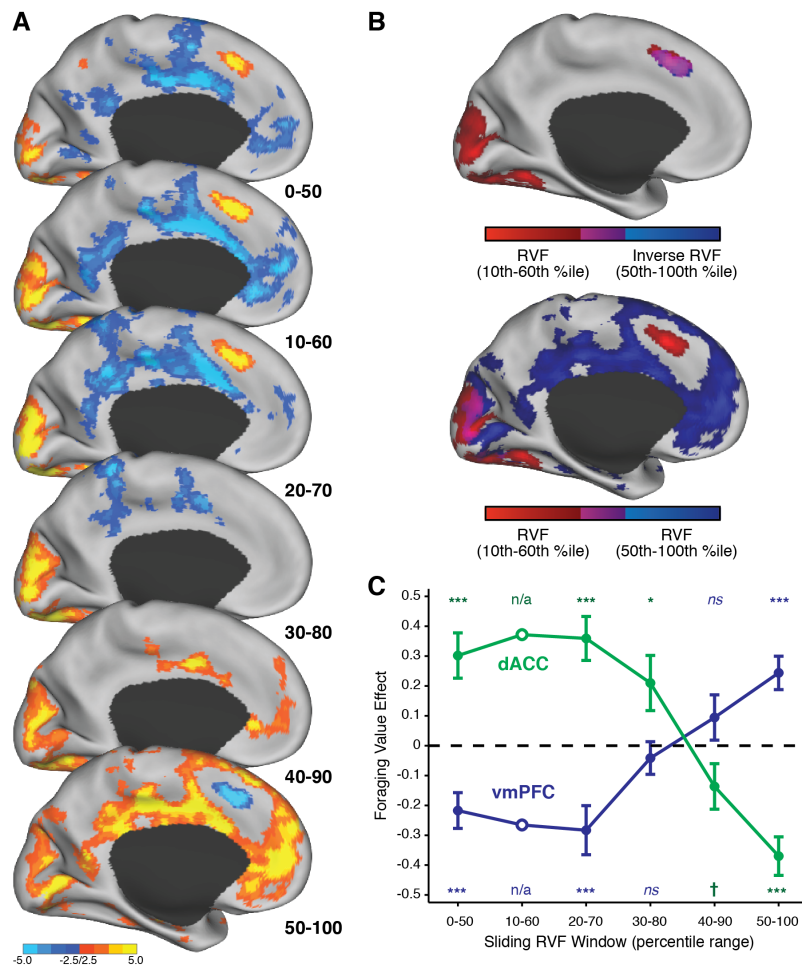 A
0-50
10-60
20-70
30-80
40-90
50-100
-5.0 -2.5/2.5 5.0
B
RVF Inverse RVF
(10th-60th %ile) (50th-100th %ile)
RVF RVF
(10th-60th %ile) (50th-100th %ile)
C
Foraging Value Effect
0.5
0.4
0.3
0.2
0.1
0
-0.1
-0.2
-0.3
-0.4
-0.5
*** n/a *** * ns ***
dACC
vmPFC
*** n/a *** ns † ***
0-50 10-60 20-70 30-80 40-90 50-100
Sliding RVF Window (percentile range)